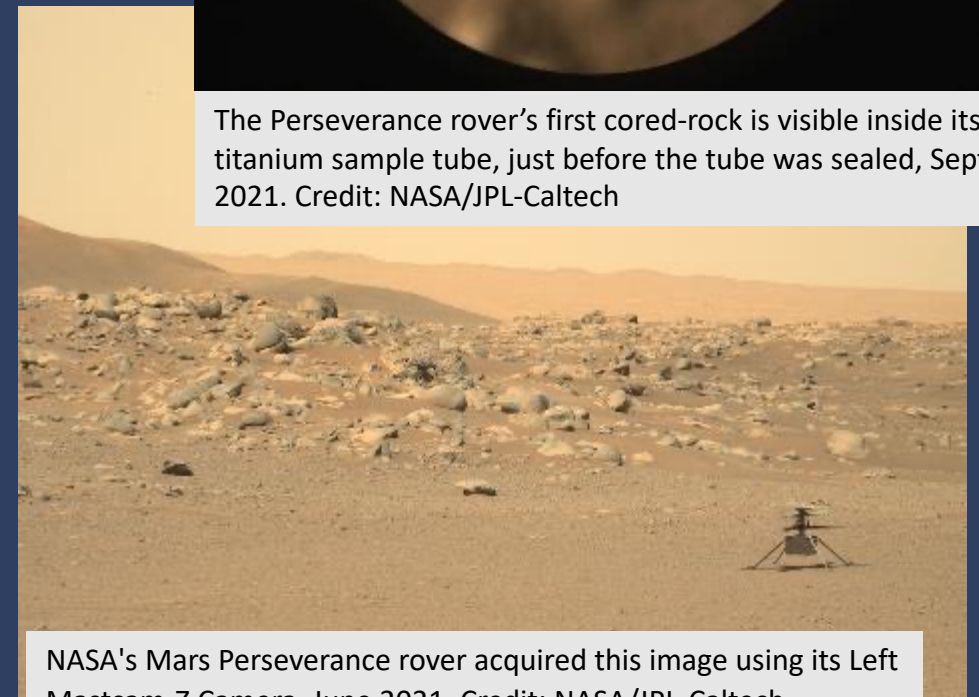 The Perseverance rover’s first cored-rock is visible inside its
titanium sample tube, just before the tube was sealed, Sept
2021. Credit: NASA/JPL-Caltech
NASA's Mars Perseverance rover acquired this image using its Left
Mastcam-Z Camera, June 2021. Credit: NASA/JPL-Caltech